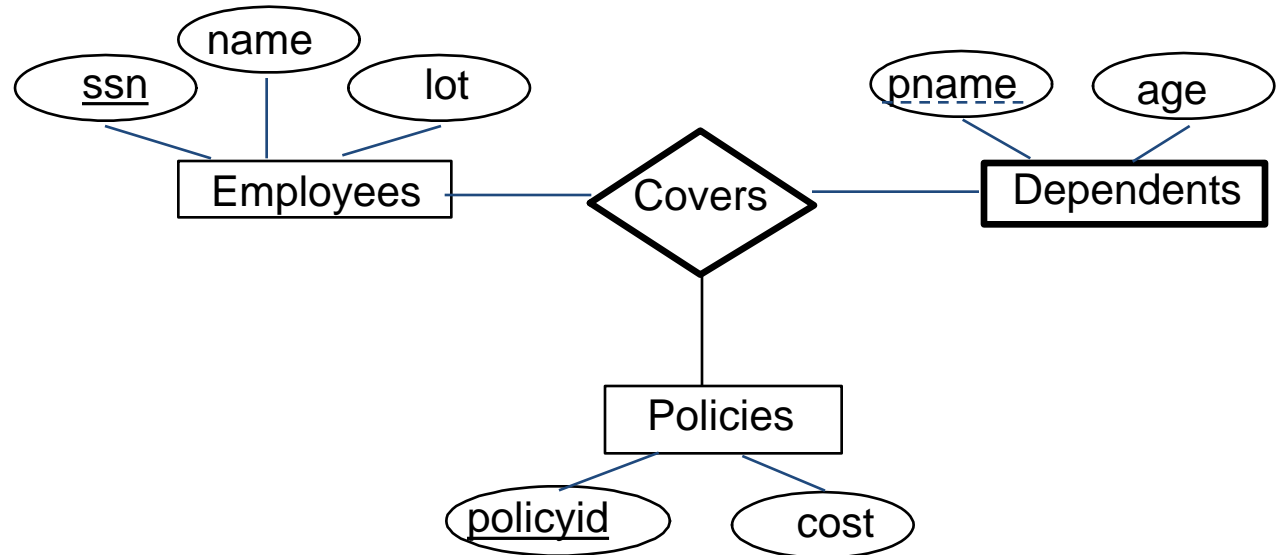 name
ssn
lot
pname
age
Employees
Covers
Dependents
Policies
policyid
cost